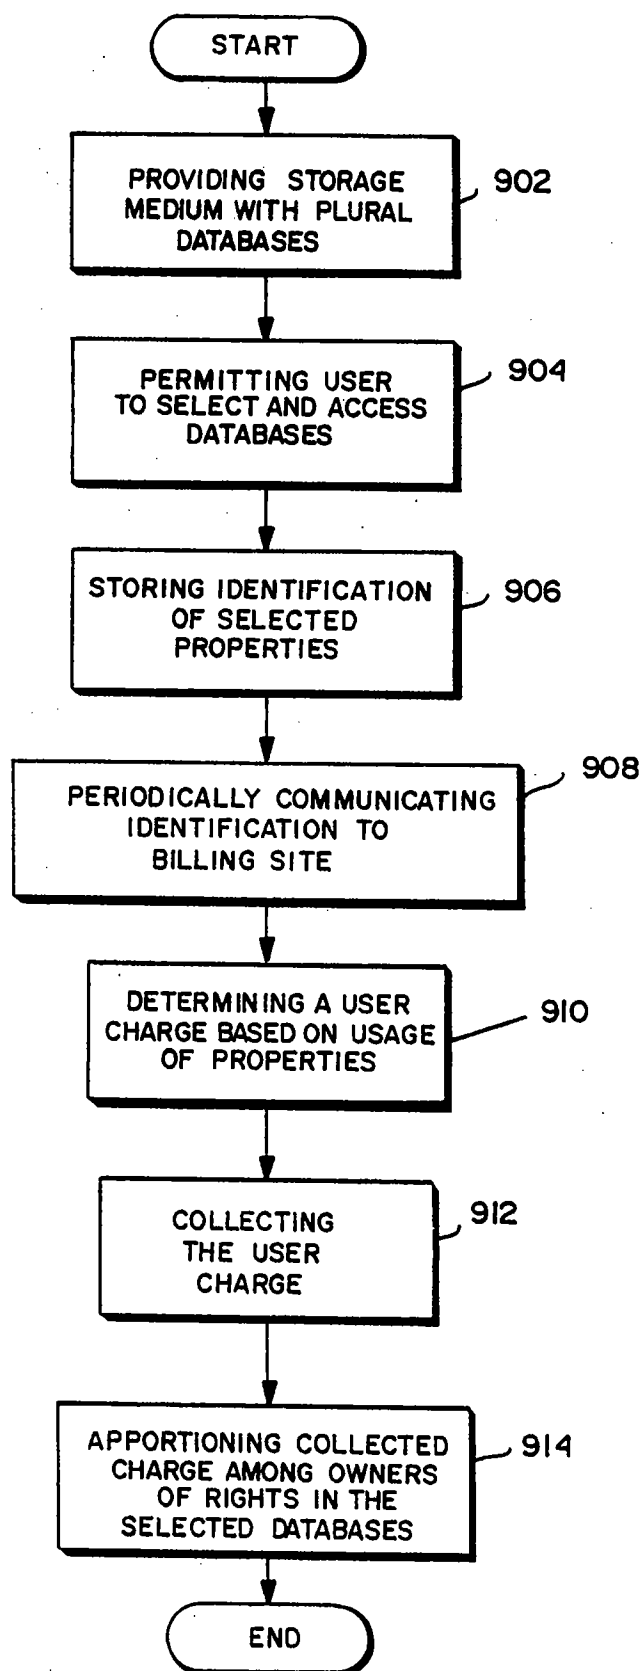 START
PROVIDING STORAGE
MEDIUM WITH PLURAL
DATABASES
902
PERMITTING USER
TO SELECT AND ACCESS
DATABASES
904
STORING IDENTIFICATION
OF SELECTED
PROPERTIES
906
PERIODICALLY COMMUNICATING
IDENTIFICATION TO
BILLING SITE
908
DETERMINING A USER
CHARGE BASED ON USAGE
OF PROPERTIES
910
COLLECTING
THE USER
CHARGE
912
APPORTIONING COLLECTED
CHARGE AMONG OWNERS
OF RIGHTS IN THE
SELECTED DATABASES
914
END